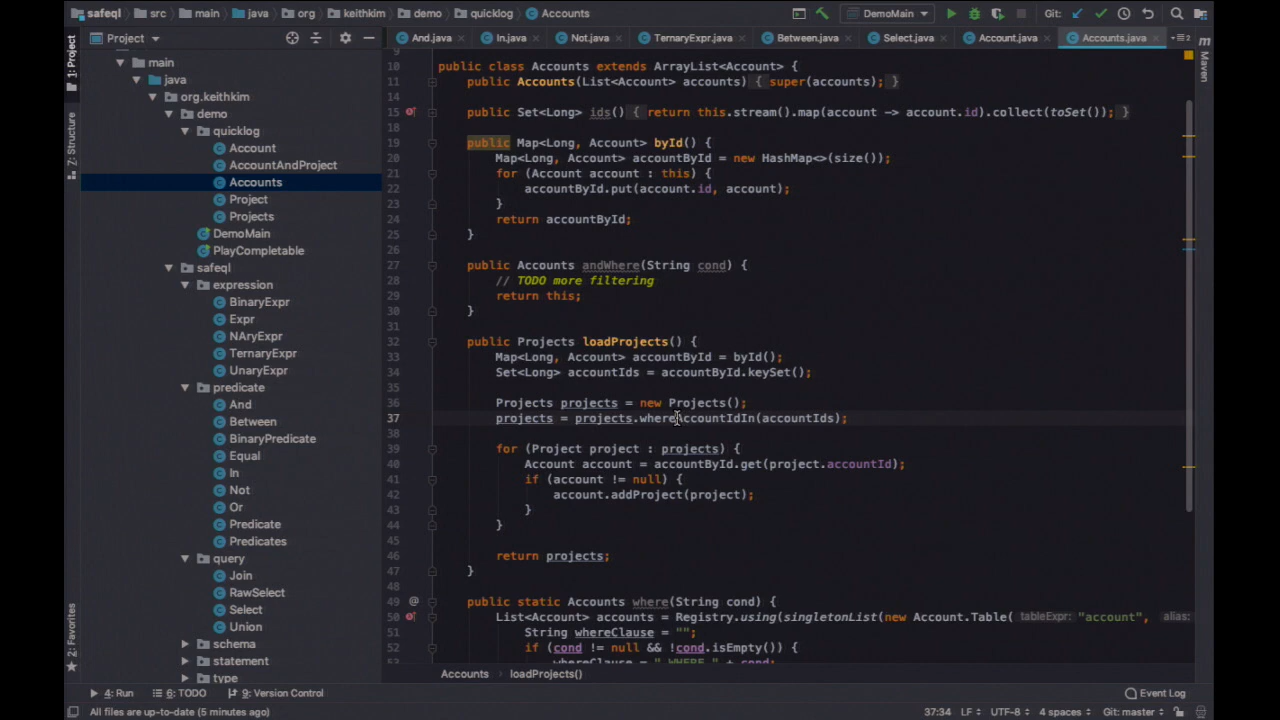 safeql src main java org keithkim demo quicklog Accounts DemoMain Git:
Project And.java In.java Not.java TernaryExpr.java Between.java Select.java Account.java Accounts.java
1: Project
7: Structure
2: Favorites
Maven
main
java
org.keithkim
demo
quicklog
Account
AccountAndProject
Accounts
Project
Projects
DemoMain
PlayCompletable
safeql
expression
BinaryExpr
Expr
NAryExpr
TernaryExpr
UnaryExpr
predicate
And
Between
BinaryPredicate
Equal
In
Not
Or
Predicate
Predicates
query
Join
RawSelect
Select
Union
schema
statement
type
9
10 public class Accounts extends ArrayList<Account> {
11 public Accounts(List<Account> accounts) { super(accounts); }
14
15 public Set<Long> ids() { return this.stream().map(account -> account.id).collect(toSet()); }
18
19 public Map<Long, Account> byId() {
20 Map<Long, Account> accountById = new HashMap<>(size());
21 for (Account account : this) {
22 accountById.put(account.id, account);
23 }
24 return accountById;
25 }
26
27 public Accounts andWhere(String cond) {
28 // TODO more filtering
29 return this;
30 }
31
32 public Projects loadProjects() {
33 Map<Long, Account> accountById = byId();
34 Set<Long> accountIds = accountById.keySet();
35
36 Projects projects = new Projects();
37 projects = projects.whereAccountIdIn(accountIds);
38
39 for (Project project : projects) {
40 Account account = accountById.get(project.accountId);
41 if (account != null) {
42 account.addProject(project);
43 }
44 }
45
46 return projects;
47 }
48
49 @ public static Accounts where(String cond) {
50 List<Account> accounts = Registry.using(singletonList(new Account.Table( tableExpr: "account", alias:
51 String whereClause = "";
52 if (cond != null && !cond.isEmpty()) {
53 whereClause = " WHERE " + cond;
Accounts loadProjects()
4: Run 6: TODO 9: Version Control Event Log
All files are up-to-date (5 minutes ago) 37:34 LF UTF-8 4 spaces Git: master